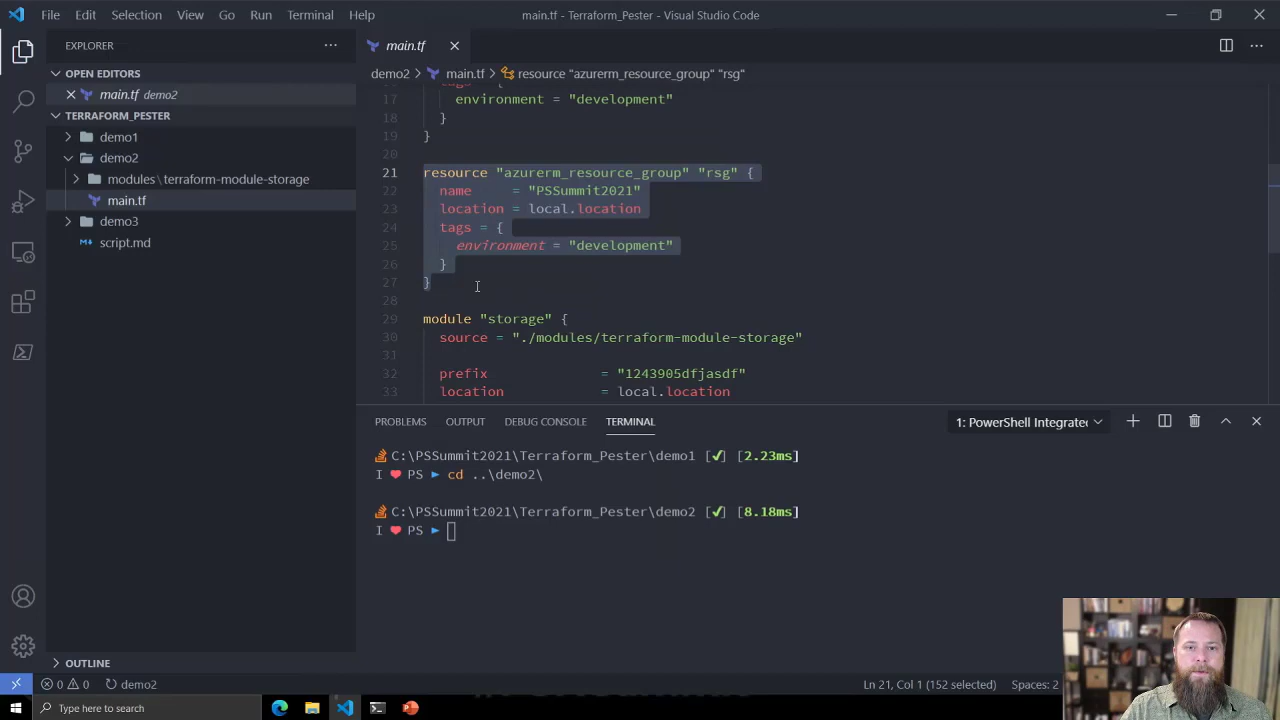 File Edit Selection View Go Run Terminal Help
main.tf - Terraform_Pester - Visual Studio Code
EXPLORER
OPEN EDITORS
main.tf demo2
TERRAFORM_PESTER
demo1
demo2
modules\terraform-module-storage
main.tf
demo3
script.md
OUTLINE
main.tf
demo2 > main.tf > resource "azurerm_resource_group" "rsg"
17 environment = "development"
18 }
19 }
20
21 resource "azurerm_resource_group" "rsg" {
22 name = "PSSummit2021"
23 location = local.location
24 tags = {
25 environment = "development"
26 }
27 }
28
29 module "storage" {
30 source = "./modules/terraform-module-storage"
31
32 prefix = "1243905dfjasdf"
33 location = local.location
PROBLEMS OUTPUT DEBUG CONSOLE TERMINAL
1: PowerShell Integrated
C:\PSSummit2021\Terraform_Pester\demo1 [✔] [2.23ms]
I ❤ PS ► cd ..\demo2\
C:\PSSummit2021\Terraform_Pester\demo2 [✔] [8.18ms]
I ❤ PS ►
0 0 demo2
Ln 21, Col 1 (152 selected) Spaces: 2
Type here to search